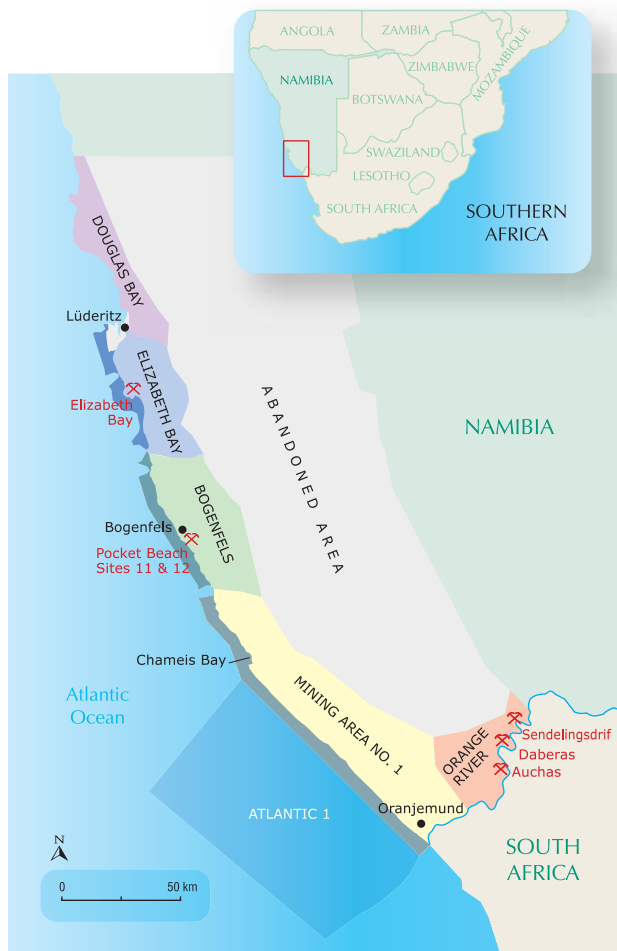 ANGOLA
ZAMBIA
NAMIBIA
ZIMBABWE
MOZAMBIQUE
BOTSWANA
SWAZILAND
LESOTHO
SOUTH AFRICA
SOUTHERN
AFRICA
DOUGLAS BAY
Lüderitz
ELIZABETH BAY
Elizabeth
Bay
ABANDONED AREA
NAMIBIA
BOGENFELS
Bogenfels
Pocket Beach
Sites 11 & 12
Chameis Bay
MINING AREA NO. 1
Atlantic
Ocean
ORANGE
RIVER
Sendelingsdrif
Daberas
Auchas
ATLANTIC 1
Oranjemund
SOUTH
AFRICA
N
0 50 km